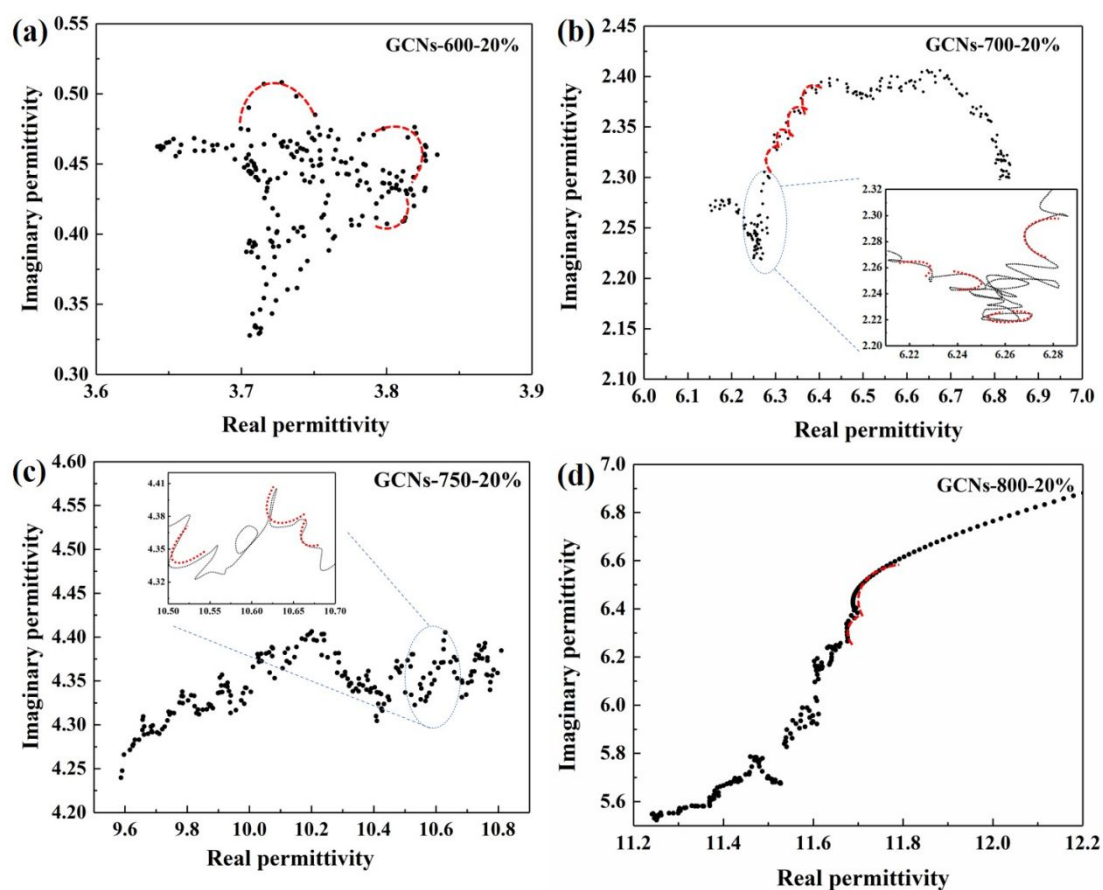 (a)
GCNs-600-20%
Imaginary permittivity
0.55
0.50
0.45
0.40
0.35
0.30
3.6 3.7 3.8 3.9
Real permittivity
(b)
GCNs-700-20%
Imaginary permittivity
2.45
2.40
2.35
2.30
2.25
2.20
2.15
2.10
6.0 6.1 6.2 6.3 6.4 6.5 6.6 6.7 6.8 6.9 7.0
Real permittivity
2.32
2.30
2.28
2.26
2.24
2.22
2.20
6.22 6.24 6.26 6.28
(c)
GCNs-750-20%
Imaginary permittivity
4.60
4.55
4.50
4.45
4.40
4.35
4.30
4.25
4.20
9.6 9.8 10.0 10.2 10.4 10.6 10.8
Real permittivity
4.41
4.38
4.35
4.32
10.50 10.55 10.60 10.65 10.70
(d)
GCNs-800-20%
Imaginary permittivity
7.0
6.8
6.6
6.4
6.2
6.0
5.8
5.6
11.2 11.4 11.6 11.8 12.0 12.2
Real permittivity